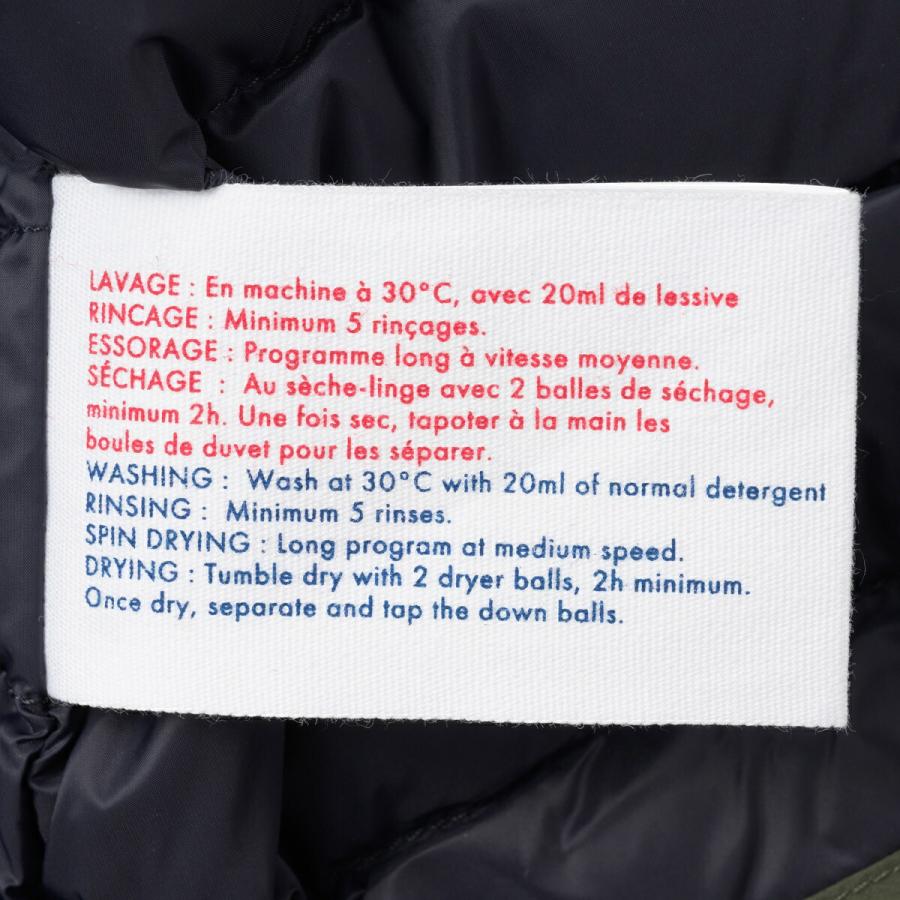 LAVAGE : En machine à 30°C, avec 20ml de lessive
RINCAGE : Minimum 5 rinçages.
ESSORAGE : Programme long à vitesse moyenne.
SÉCHAGE : Au sèche-linge avec 2 balles de séchage,
minimum 2h. Une fois sec, tapoter à la main les
boules de duvet pour les séparer.
WASHING : Wash at 30°C with 20ml of normal detergent
RINSING : Minimum 5 rinses.
SPIN DRYING : Long program at medium speed.
DRYING : Tumble dry with 2 dryer balls, 2h minimum.
Once dry, separate and tap the down balls.